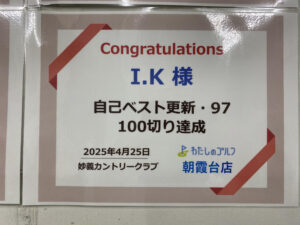 Congratulations
I.K 様
自己ベスト更新・97
100切り達成
2025年4月25日
妙義カントリークラブ
わたしのゴルフ
朝霞台店